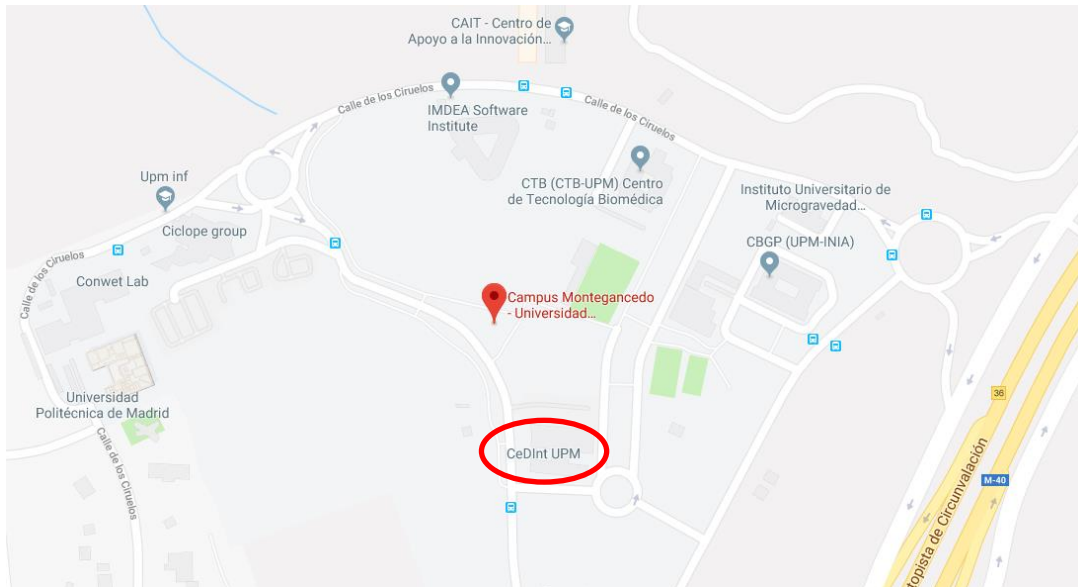 CAIT - Centro de
Apoyo a la Innovación...
Calle de los Ciruelos
IMDEA Software
Institute
Calle de los Ciruelos
Upm inf
CTB (CTB-UPM) Centro
de Tecnología Biomédica
Instituto Universitario de
Microgravedad...
Ciclope group
CBGP (UPM-INIA)
Calle de los Ciruelos
Conwet Lab
Campus Montegancedo
- Universidad...
36
Universidad
Politécnica de Madrid
Calle de los Ciruelos
CeDInt UPM
M-40
topista de Circunvalación